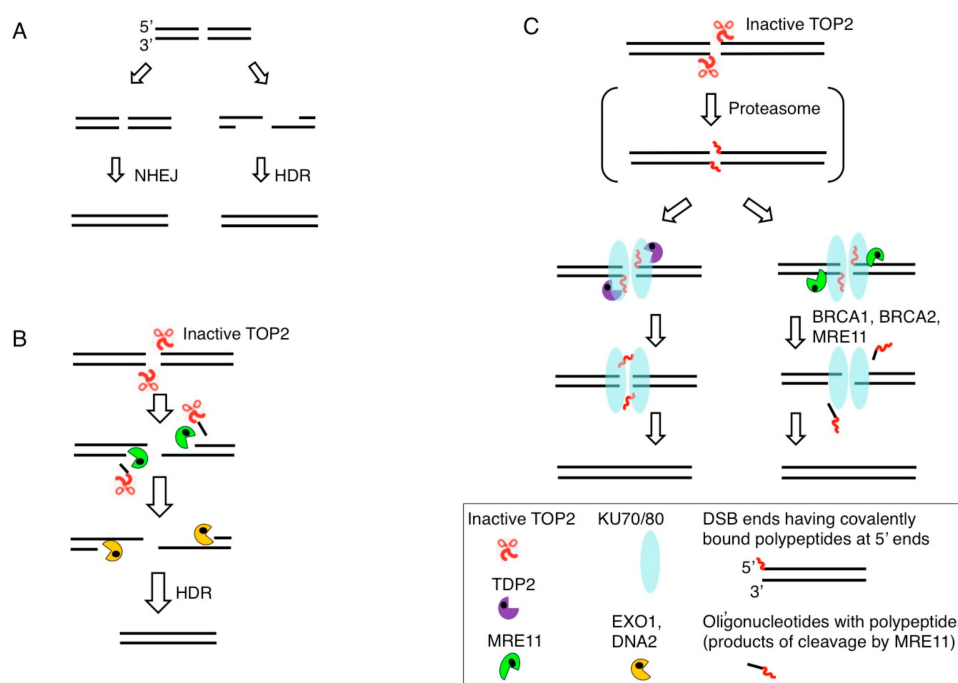 A
5'
3'
NHEJ
HDR
B
Inactive TOP2
HDR
C
Inactive TOP2
Proteasome
BRCA1, BRCA2,
MRE11
Inactive TOP2
TDP2
MRE11
KU70/80
EXO1,
DNA2
DSB ends having covalently
bound polypeptides at 5' ends
5'
3'
Oligonucleotides with polypeptides
(products of cleavage by MRE11)